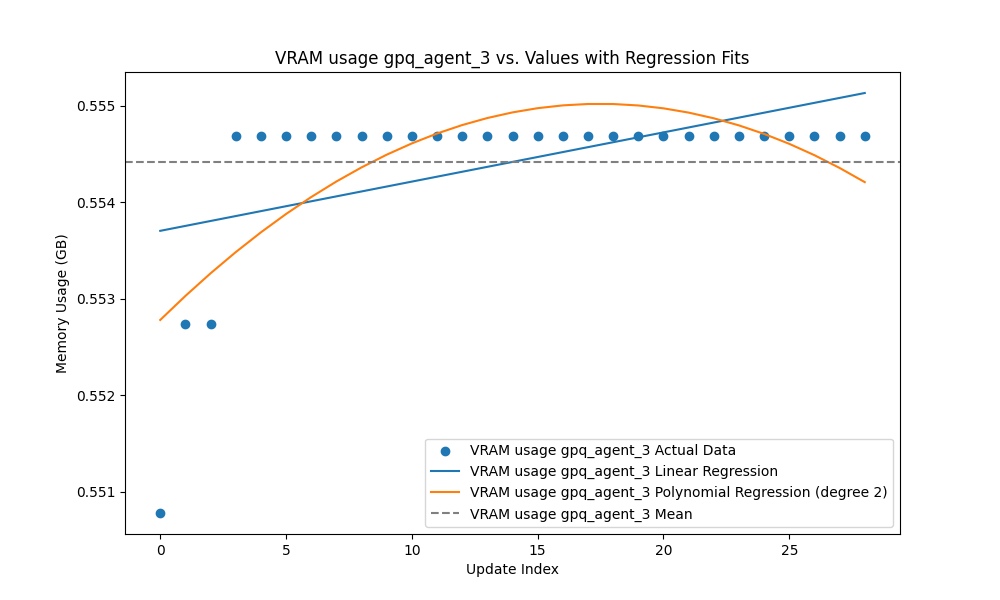 VRAM usage gpq_agent_3 vs. Values with Regression Fits
Memory Usage (GB)
0.555
0.554
0.553
0.552
0.551
VRAM usage gpq_agent_3 Actual Data
VRAM usage gpq_agent_3 Linear Regression
VRAM usage gpq_agent_3 Polynomial Regression (degree 2)
VRAM usage gpq_agent_3 Mean
0 5 10 15 20 25
Update Index